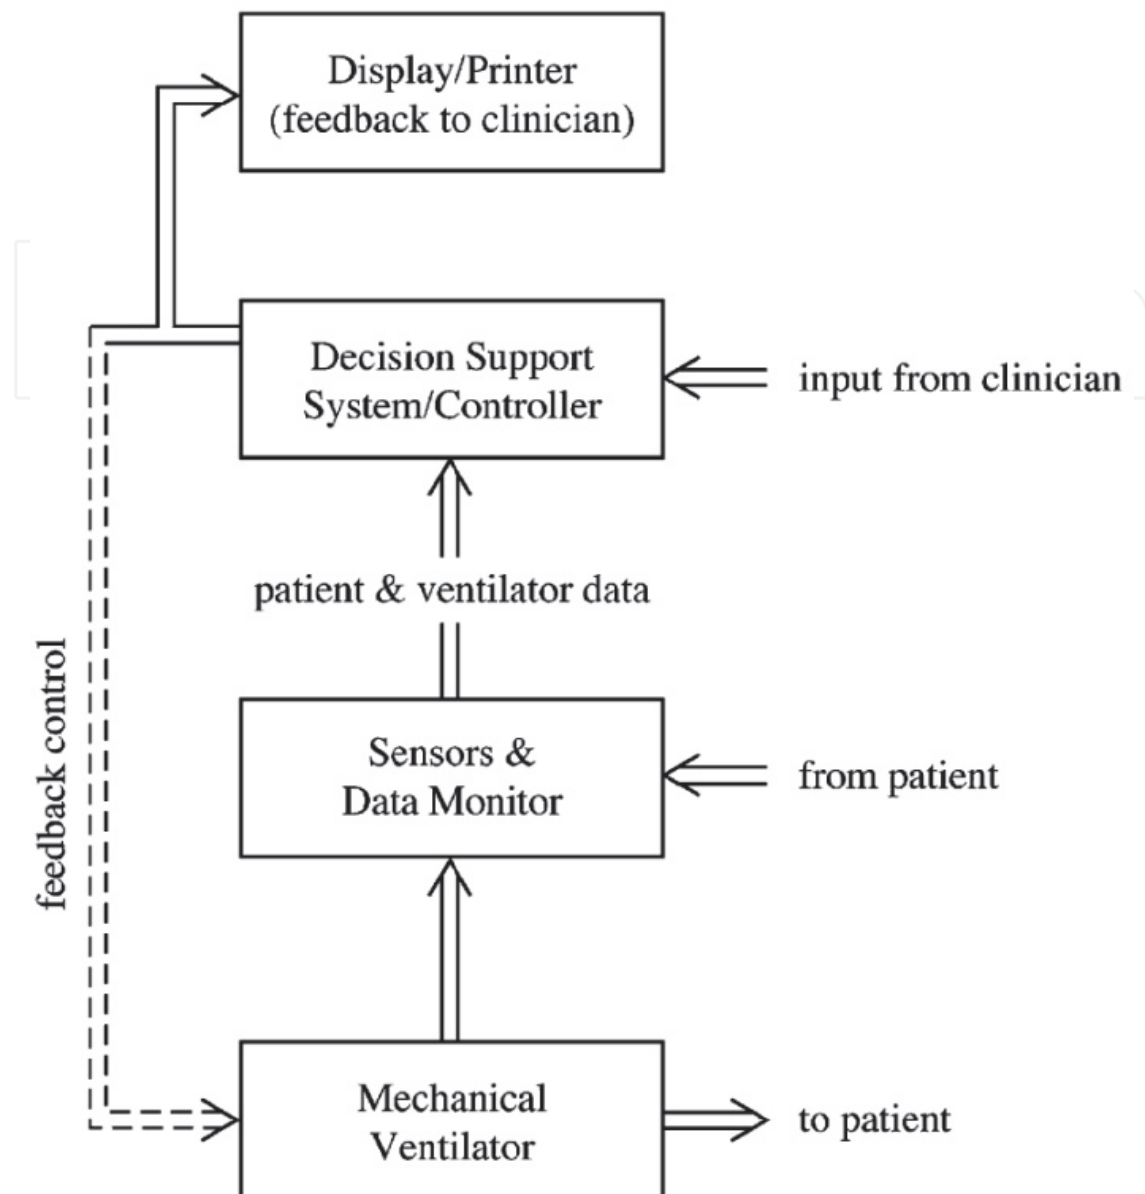 Display/Printer
(feedback to clinician)
Decision Support
System/Controller
input from clinician
patient & ventilator data
feedback control
Sensors &
Data Monitor
from patient
Mechanical
Ventilator
to patient